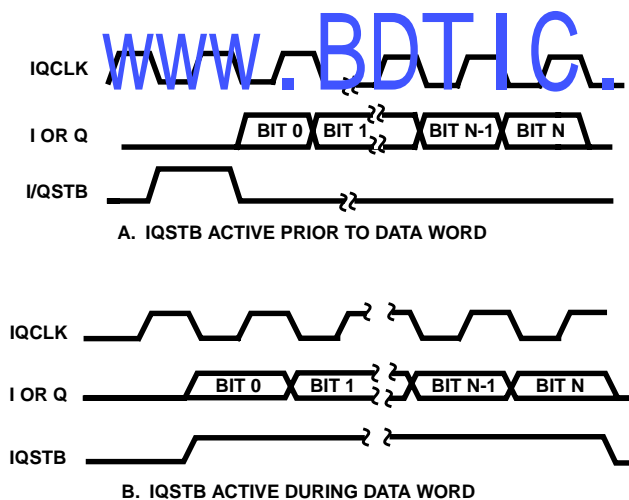 www.BDTIC.
IQCLK
I OR Q
BIT 0 BIT 1 BIT N-1 BIT N
I/QSTB
A. IQSTB ACTIVE PRIOR TO DATA WORD
IQCLK
I OR Q
BIT 0 BIT 1 BIT N-1 BIT N
IQSTB
B. IQSTB ACTIVE DURING DATA WORD